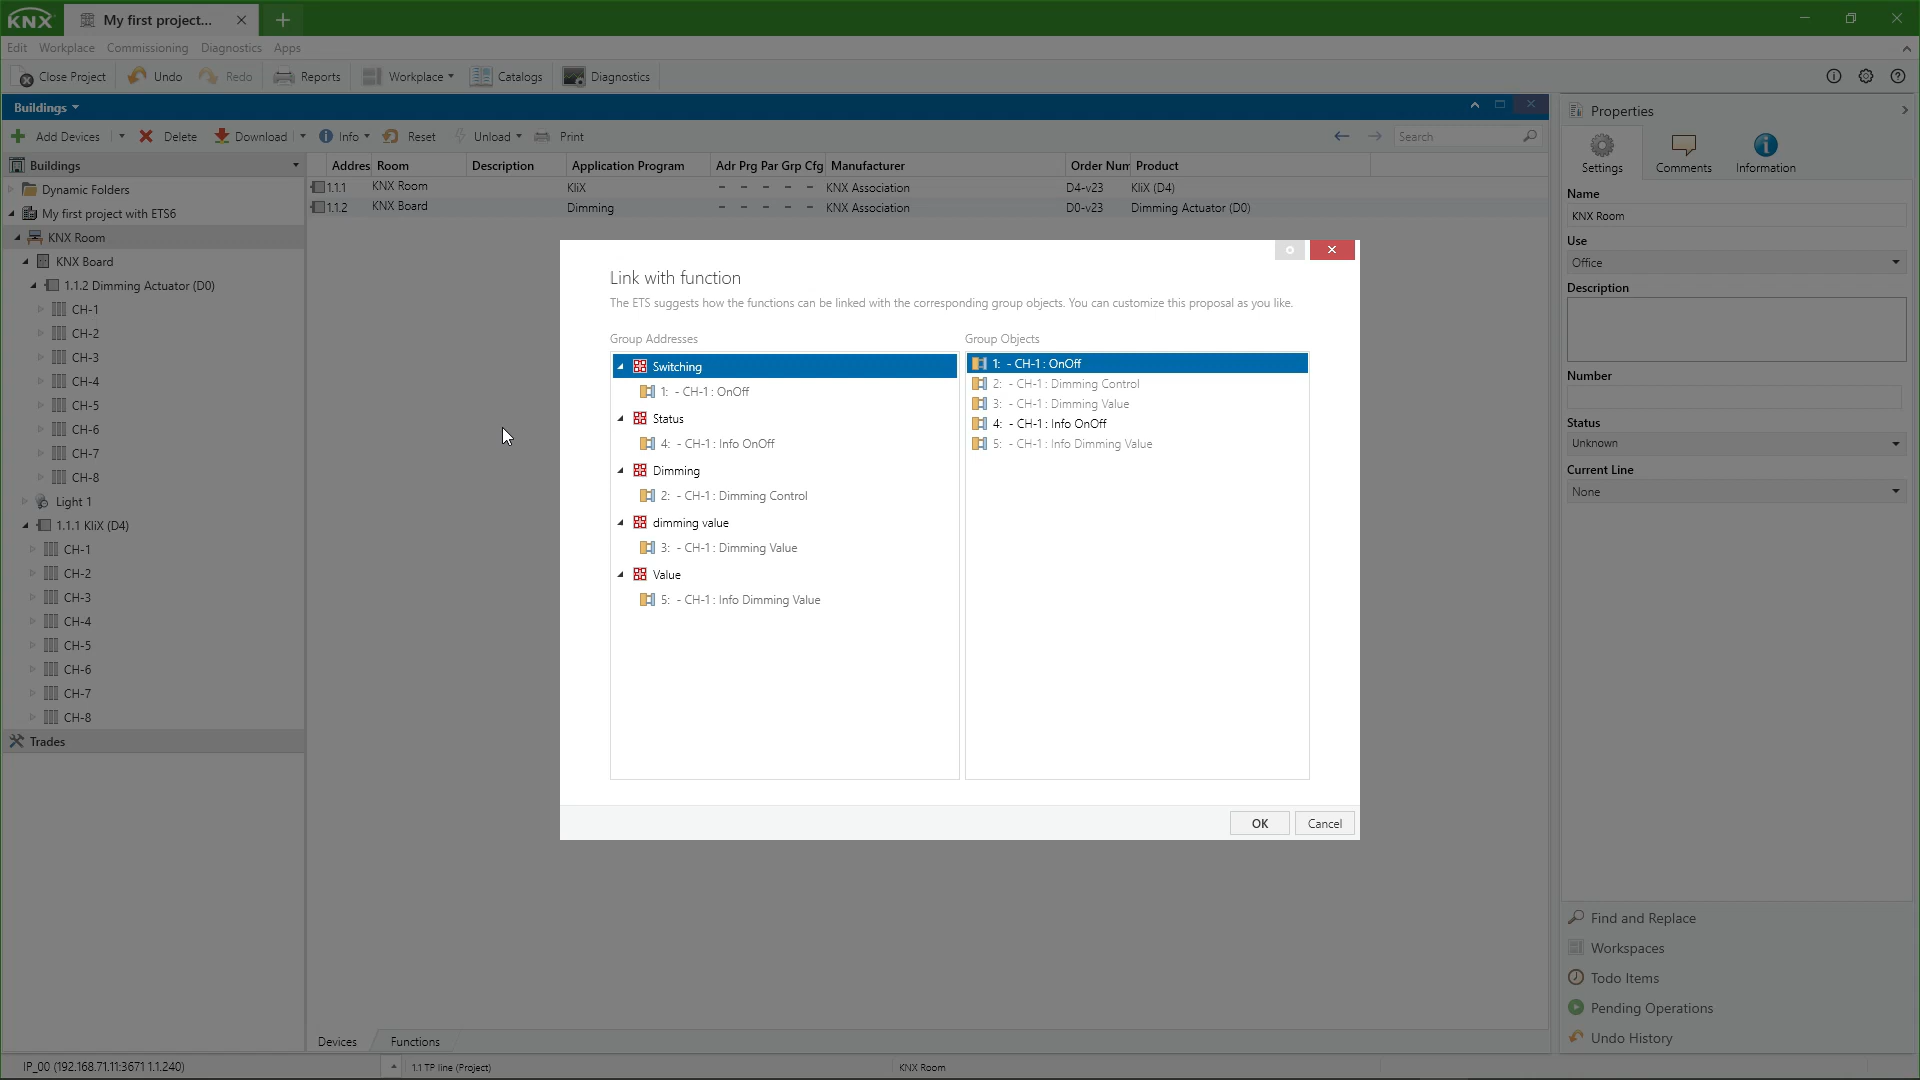 KNX My first project...
Edit Workplace Commissioning Diagnostics Apps
Close Project Undo Redo Reports Workplace Catalogs Diagnostics
Buildings
Add Devices Delete Download Info Reset Unload Print Search
Buildings
Addres Room Description Application Program Adr Prg Par Grp Cfg Manufacturer Order Num Product
1.1.1 KNX Room KliX - - - - - KNX Association D4-v23 KliX (D4)
1.1.2 KNX Board Dimming - - - - - KNX Association D0-v23 Dimming Actuator (D0)
Dynamic Folders
My first project with ETS6
KNX Room
KNX Board
1.1.2 Dimming Actuator (D0)
CH-1
CH-2
CH-3
CH-4
CH-5
CH-6
CH-7
CH-8
Light 1
1.1.1 KliX (D4)
CH-1
CH-2
CH-3
CH-4
CH-5
CH-6
CH-7
CH-8
Trades
Link with function
The ETS suggests how the functions can be linked with the corresponding group objects. You can customize this proposal as you like.
Group Addresses
Switching
1: - CH-1 : OnOff
Status
4: - CH-1 : Info OnOff
Dimming
2: - CH-1 : Dimming Control
dimming value
3: - CH-1 : Dimming Value
Value
5: - CH-1 : Info Dimming Value
Group Objects
1: - CH-1 : OnOff
2: - CH-1 : Dimming Control
3: - CH-1 : Dimming Value
4: - CH-1 : Info OnOff
5: - CH-1 : Info Dimming Value
OK Cancel
Properties
Settings Comments Information
Name
KNX Room
Use
Office
Description
Number
Status
Unknown
Current Line
None
Find and Replace
Workspaces
Todo Items
Pending Operations
Undo History
Devices Functions
IP_00 (192.168.71.11:3671 1.1.240) 1.1 TP line (Project) KNX Room